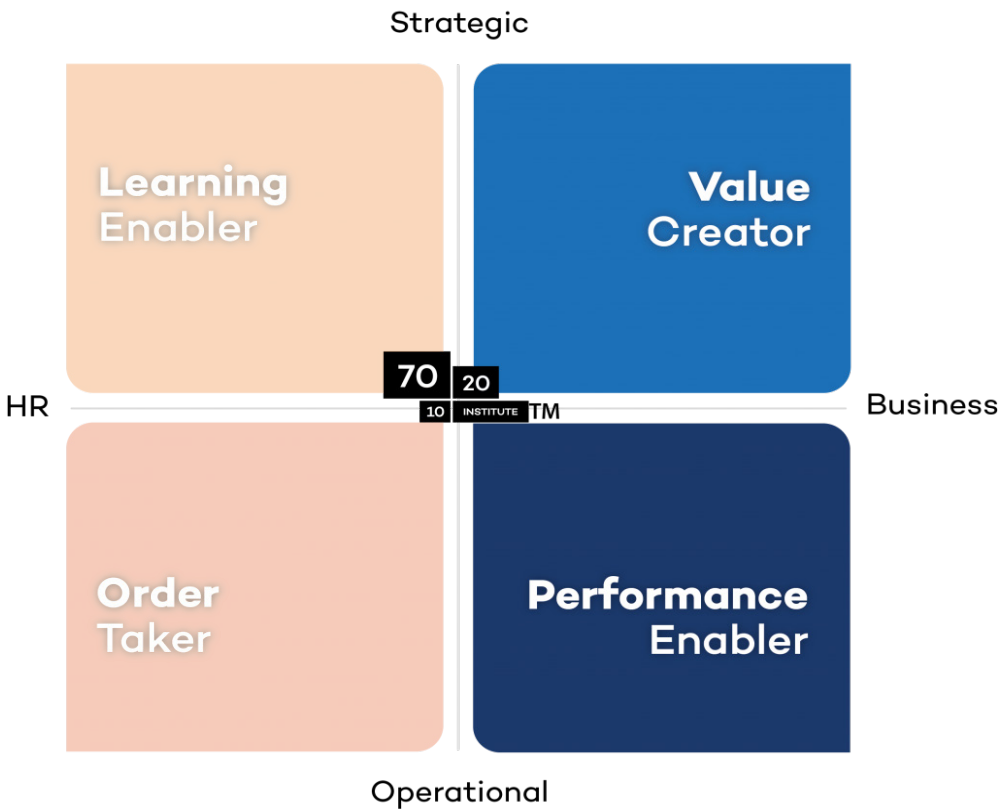 Strategic
Learning
Enabler
Value
Creator
70
20
HR
10
INSTITUTE
TM
Business
Order
Taker
Performance
Enabler
Operational